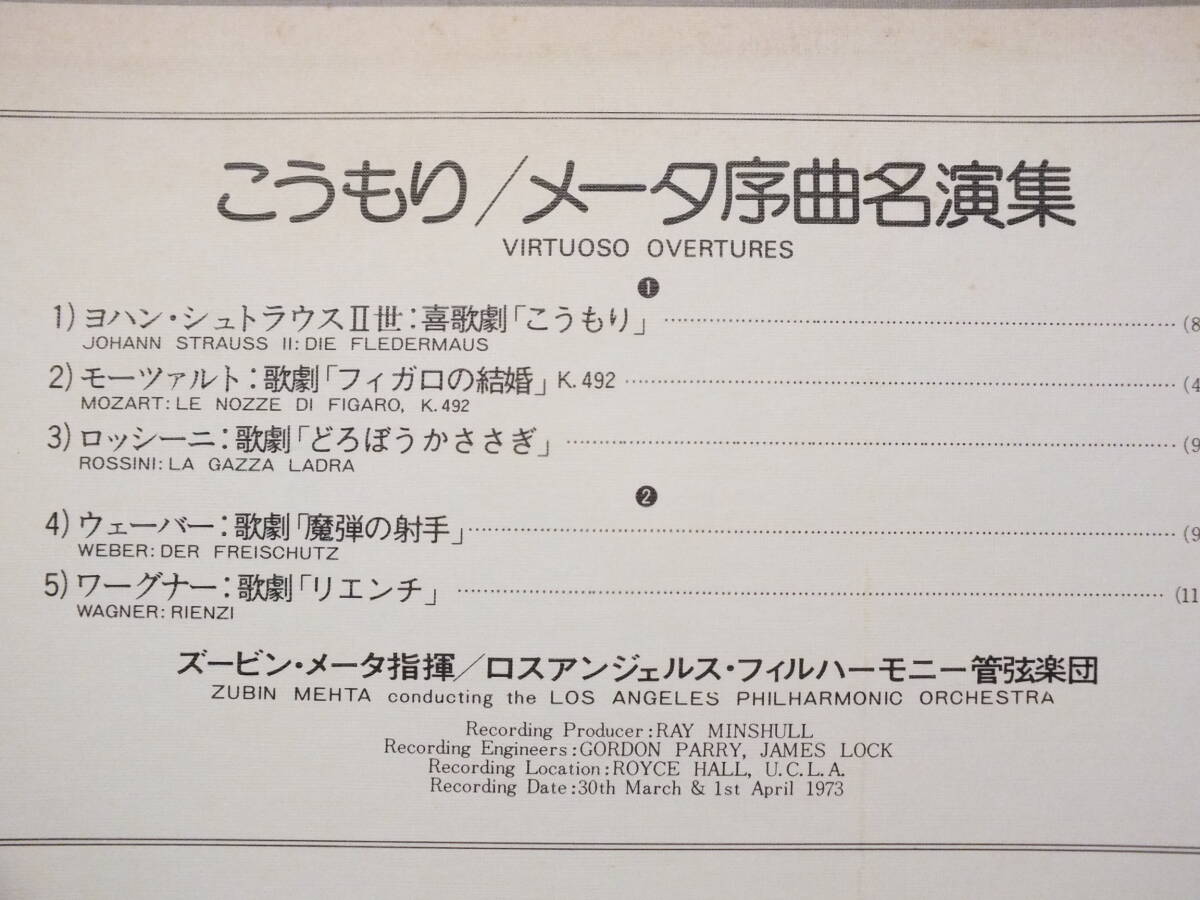 こうもり/メータ序曲名演集
VIRTUOSO OVERTURES
❶
1) ヨハン・シュトラウスⅡ世:喜歌劇「こうもり」……(8
JOHANN STRAUSS II: DIE FLEDERMAUS
2) モーツァルト:歌劇「フィガロの結婚」K.492……(4
MOZART: LE NOZZE DI FIGARO, K.492
3) ロッシーニ:歌劇「どろぼうかささぎ」……(9
ROSSINI: LA GAZZA LADRA
❷
4) ウェーバー:歌劇「魔弾の射手」……(9
WEBER: DER FREISCHUTZ
5) ワーグナー:歌劇「リエンチ」……(11
WAGNER: RIENZI
ズービン・メータ指揮/ロスアンジェルス・フィルハーモニー管弦楽団
ZUBIN MEHTA conducting the LOS ANGELES PHILHARMONIC ORCHESTRA
Recording Producer:RAY MINSHULL
Recording Engineers:GORDON PARRY, JAMES LOCK
Recording Location:ROYCE HALL, U.C.L.A.
Recording Date:30th March & 1st April 1973